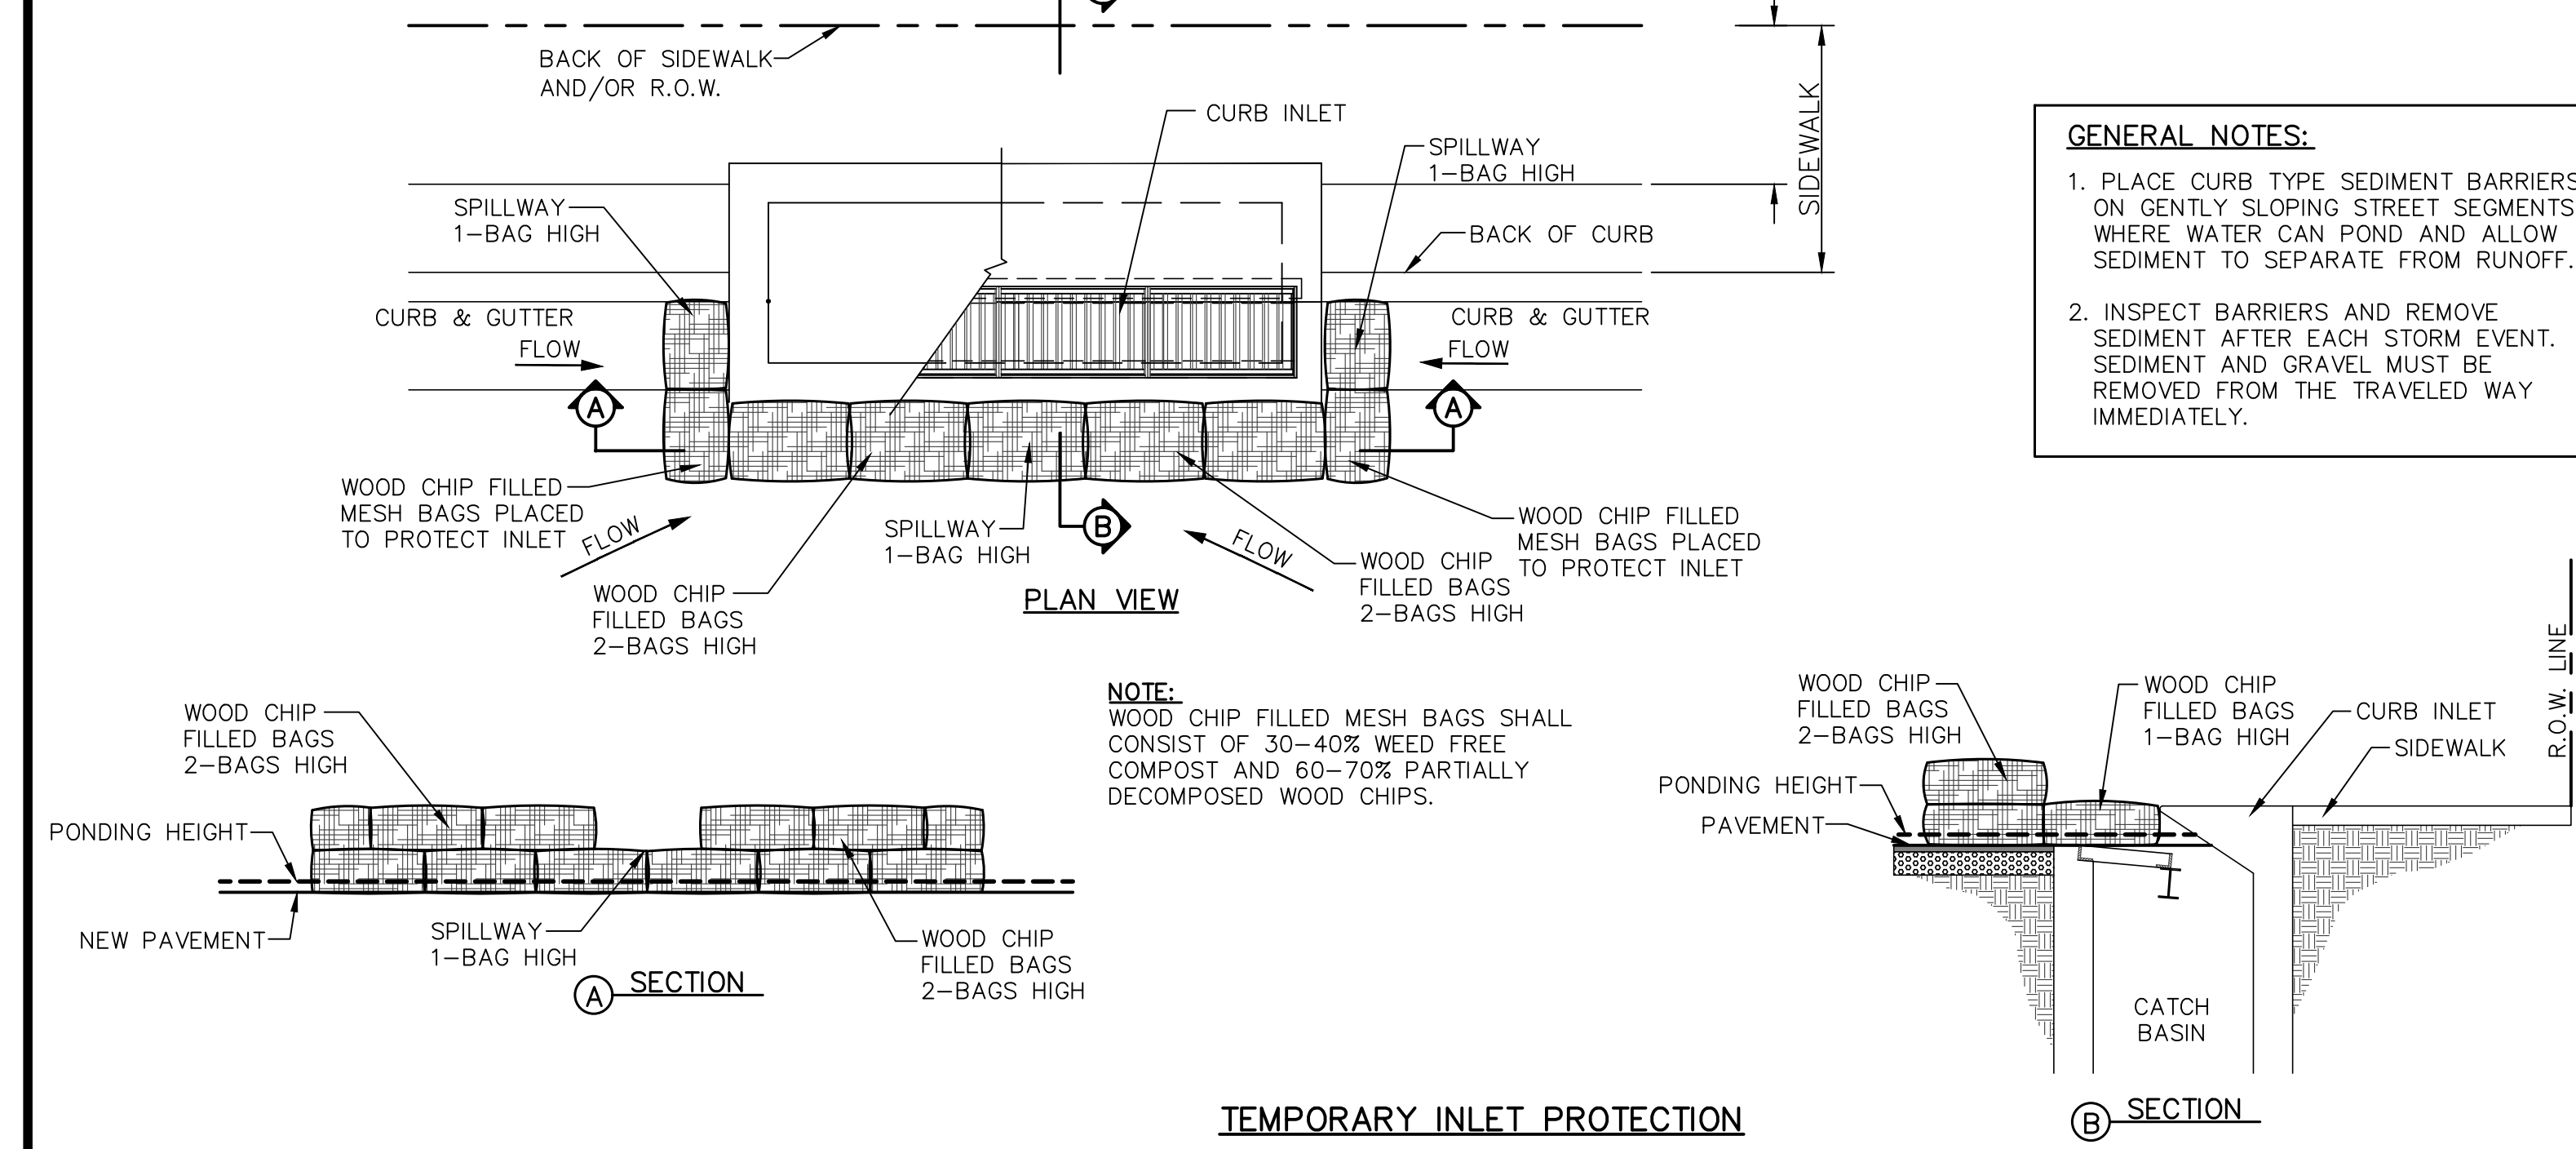 BACK OF SIDEWALK
AND/OR R.O.W.
CURB INLET
SPILLWAY
1-BAG HIGH
SIDEWALK
SPILLWAY
1-BAG HIGH
BACK OF CURB
CURB & GUTTER
FLOW
CURB & GUTTER
FLOW
A
A
WOOD CHIP FILLED
MESH BAGS PLACED
TO PROTECT INLET
FLOW
SPILLWAY
1-BAG HIGH
B
FLOW
WOOD CHIP FILLED
MESH BAGS PLACED
TO PROTECT INLET
WOOD CHIP
FILLED BAGS
2-BAGS HIGH
WOOD CHIP
FILLED BAGS
2-BAGS HIGH
PLAN VIEW
GENERAL NOTES:
1. PLACE CURB TYPE SEDIMENT BARRIERS
ON GENTLY SLOPING STREET SEGMENTS
WHERE WATER CAN POND AND ALLOW
SEDIMENT TO SEPARATE FROM RUNOFF.
2. INSPECT BARRIERS AND REMOVE
SEDIMENT AFTER EACH STORM EVENT.
SEDIMENT AND GRAVEL MUST BE
REMOVED FROM THE TRAVELED WAY
IMMEDIATELY.
WOOD CHIP
FILLED BAGS
2-BAGS HIGH
PONDING HEIGHT
NEW PAVEMENT
SPILLWAY
1-BAG HIGH
WOOD CHIP
FILLED BAGS
2-BAGS HIGH
A SECTION
NOTE:
WOOD CHIP FILLED MESH BAGS SHALL
CONSIST OF 30-40% WEED FREE
COMPOST AND 60-70% PARTIALLY
DECOMPOSED WOOD CHIPS.
WOOD CHIP
FILLED BAGS
2-BAGS HIGH
WOOD CHIP
FILLED BAGS
1-BAG HIGH
CURB INLET
SIDEWALK
R.O.W. LINE
PONDING HEIGHT
PAVEMENT
CATCH
BASIN
B SECTION
TEMPORARY INLET PROTECTION